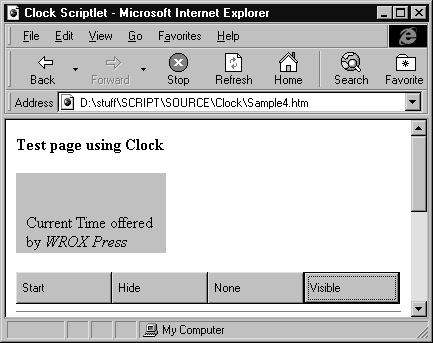 Clock Scriptlet - Microsoft Internet Explorer
File Edit View Go Favorites Help
Back Forward Stop Refresh Home Search Favorite
Address D:\stuff\SCRIPT\SOURCE\Clock\Sample4.htm
Test page using Clock
Current Time offered
by WROX Press
Start Hide None Visible
My Computer